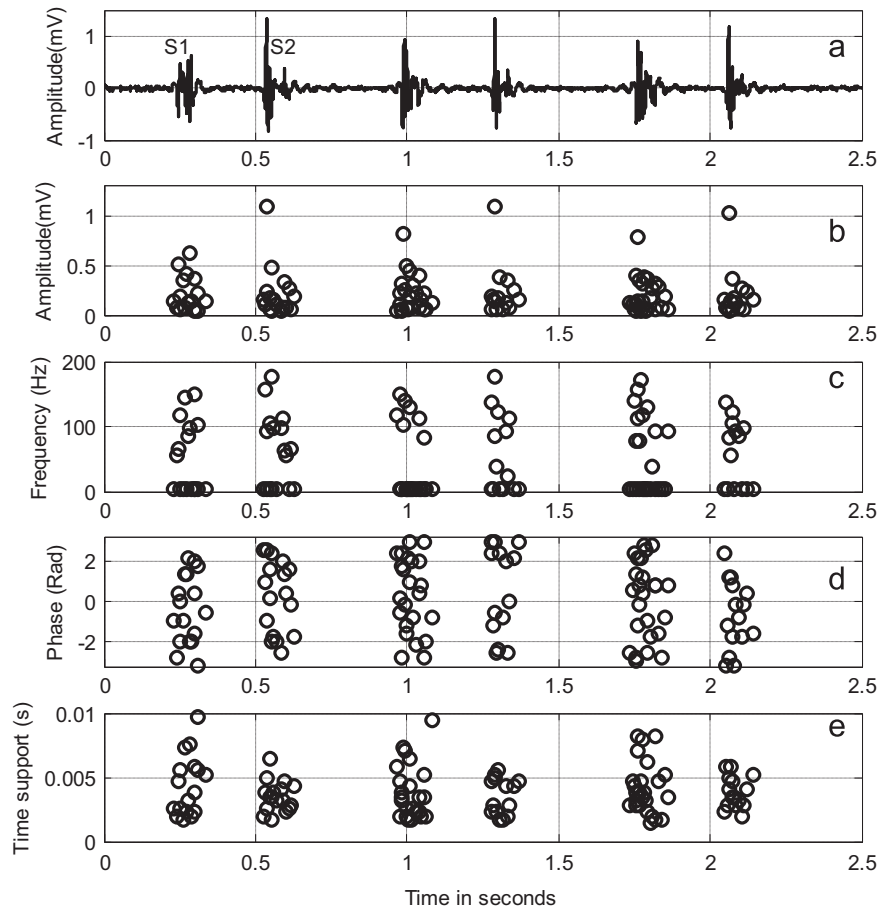 Amplitude(mV)
1
0
-1
S1
S2
a
0 0.5 1 1.5 2 2.5
Amplitude(mV)
1
0.5
0
b
0 0.5 1 1.5 2 2.5
Frequency (Hz)
200
100
0
c
0 0.5 1 1.5 2 2.5
Phase (Rad)
2
0
-2
d
0 0.5 1 1.5 2 2.5
Time support (s)
0.01
0.005
0
e
0 0.5 1 1.5 2 2.5
Time in seconds